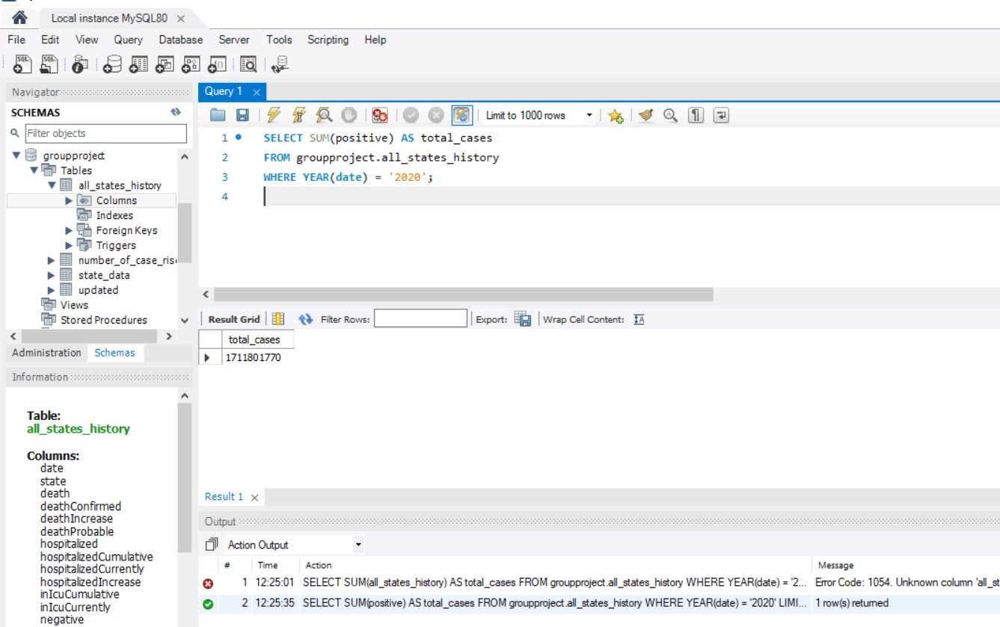 Local instance MySQL80
File Edit View Query Database Server Tools Scripting Help
Navigator
SCHEMAS
Filter objects
groupproject
Tables
all_states_history
Columns
Indexes
Foreign Keys
Triggers
number_of_case_ris
state_data
updated
Views
Stored Procedures
Administration Schemas
Information
Table:
all_states_history
Columns:
date
state
death
deathConfirmed
deathIncrease
deathProbable
hospitalized
hospitalizedCumulative
hospitalizedCurrently
hospitalizedIncrease
inIcuCumulative
inIcuCurrently
negative
Query 1
Limit to 1000 rows
1 SELECT SUM(positive) AS total_cases
2 FROM groupproject.all_states_history
3 WHERE YEAR(date) = '2020';
4
Result Grid Filter Rows: Export: Wrap Cell Content:
total_cases
1711801770
Result 1
Output
Action Output
# Time Action Message
1 12:25:01 SELECT SUM(all_states_history) AS total_cases FROM groupproject.all_states_history WHERE YEAR(date) = '2... Error Code: 1054. Unknown column 'all_st
2 12:25:35 SELECT SUM(positive) AS total_cases FROM groupproject.all_states_history WHERE YEAR(date) = '2020' LIMI... 1 row(s) returned